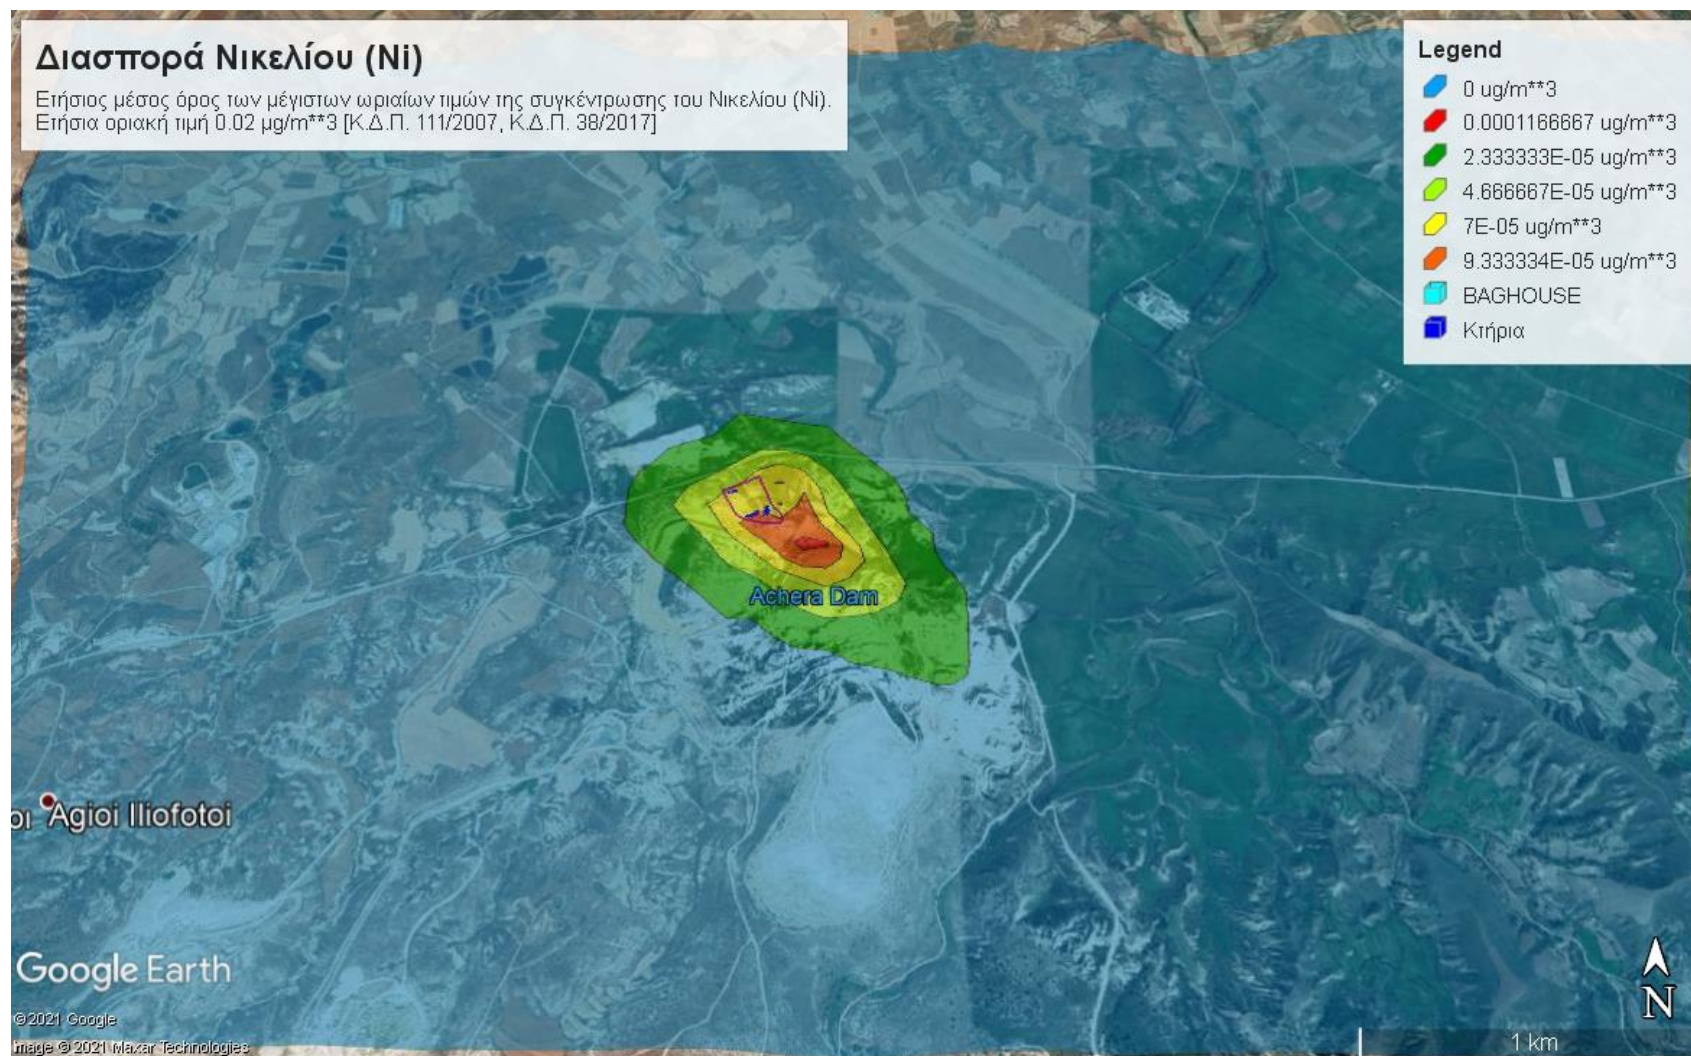 Διασπορά Νικελίου (Ni)
Ετήσιος μέσος όρος των μέγιστων ωριαίων τιμών της συγκέντρωσης του Νικελίου (Ni).
Ετήσια οριακή τιμή 0.02 μg/m**3 [Κ.Δ.Π. 111/2007, Κ.Δ.Π. 38/2017]
Legend
0 ug/m**3
0.0001166667 ug/m**3
2.333333E-05 ug/m**3
4.666667E-05 ug/m**3
7E-05 ug/m**3
9.333334E-05 ug/m**3
BAGHOUSE
Κτήρια
Achera Dam
Agioi Iliofotoi
Google Earth
©2021 Google
Image © 2021 Maxar Technologies
N
1 km